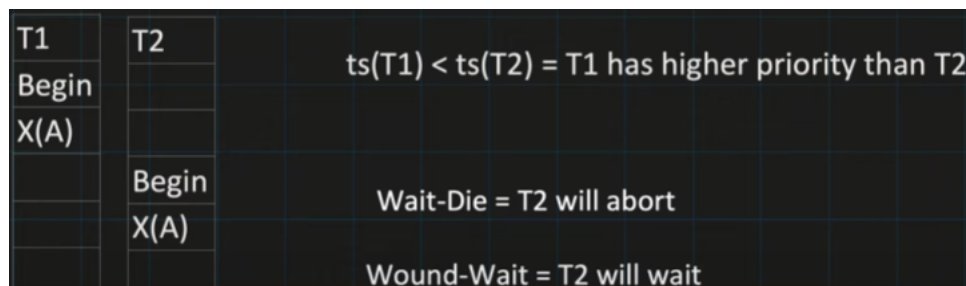 T1
Begin
X(A)
T2
Begin
X(A)
ts(T1) < ts(T2) = T1 has higher priority than T2
Wait-Die = T2 will abort
Wound-Wait = T2 will wait